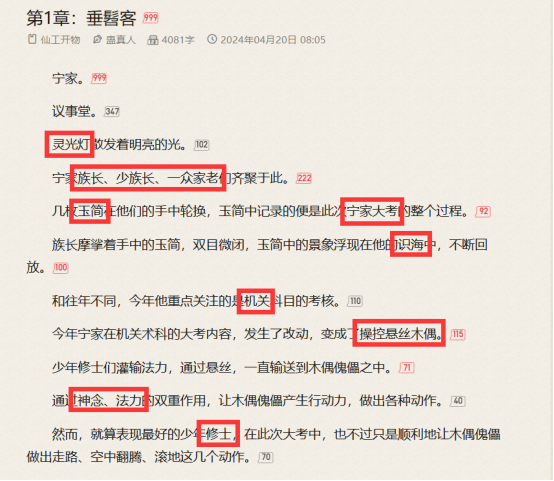 第1章：垂髫客 999
仙工开物 蛊真人 4081字 2024年04月20日 08:05
宁家。 999
议事堂。 347
灵光灯散发着明亮的光。 102
宁家族长、少族长、一众家老们齐聚于此。 222
几枚玉简在他们的手中轮换，玉简中记录的便是此次宁家大考的整个过程。 92
族长摩挲着手中的玉简，双目微闭，玉简中的景象浮现在他的识海中，不断回
放。 100
和往年不同，今年他重点关注的是机关科目的考核。 110
今年宁家在机关术科的大考内容，发生了改动，变成了操控悬丝木偶。 115
少年修士们灌输法力，通过悬丝，一直输送到木偶傀儡之中。 71
通过神念、法力的双重作用，让木偶傀儡产生行动力，做出各种动作。 40
然而，就算表现最好的少年修士，在此次大考中，也不过只是顺利地让木偶傀儡
做出走路、空中翻腾、滚地这几个动作。 70